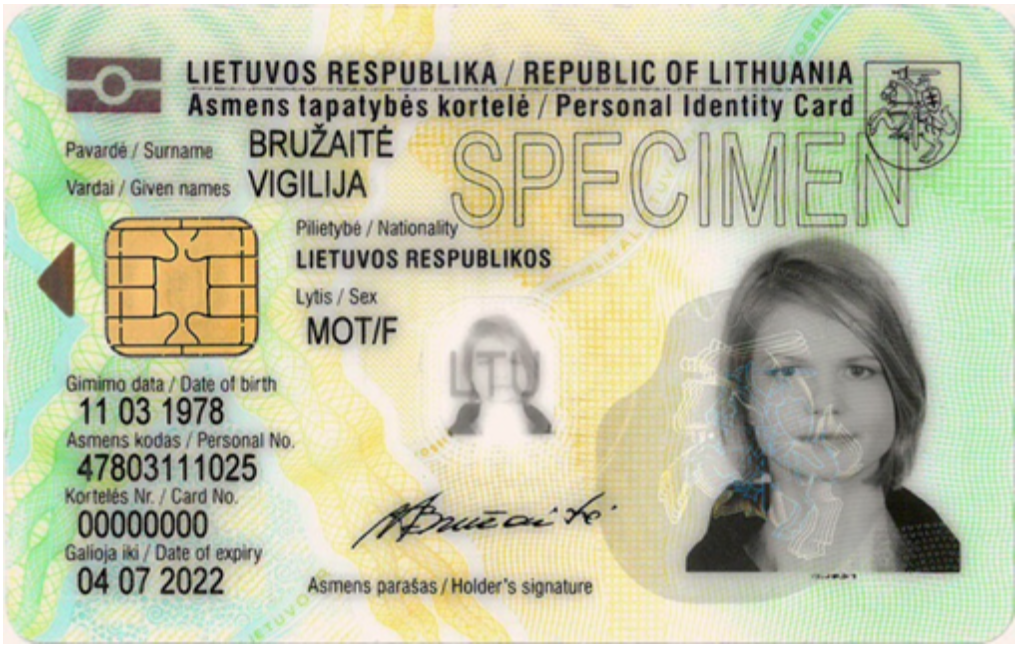 LIETUVOS RESPUBLIKA / REPUBLIC OF LITHUANIA
Asmens tapatybės kortelė / Personal Identity Card
SPECIMEN
Pavardė / Surname BRUŽAITĖ
Vardai / Given names VIGILIJA
Pilietybė / Nationality
LIETUVOS RESPUBLIKOS
Lytis / Sex
MOT/F
LTU
Gimimo data / Date of birth
11 03 1978
Asmens kodas / Personal No.
47803111025
Kortelės Nr. / Card No.
00000000
Galioja iki / Date of expiry
04 07 2022
Bružaitė
Asmens parašas / Holder's signature